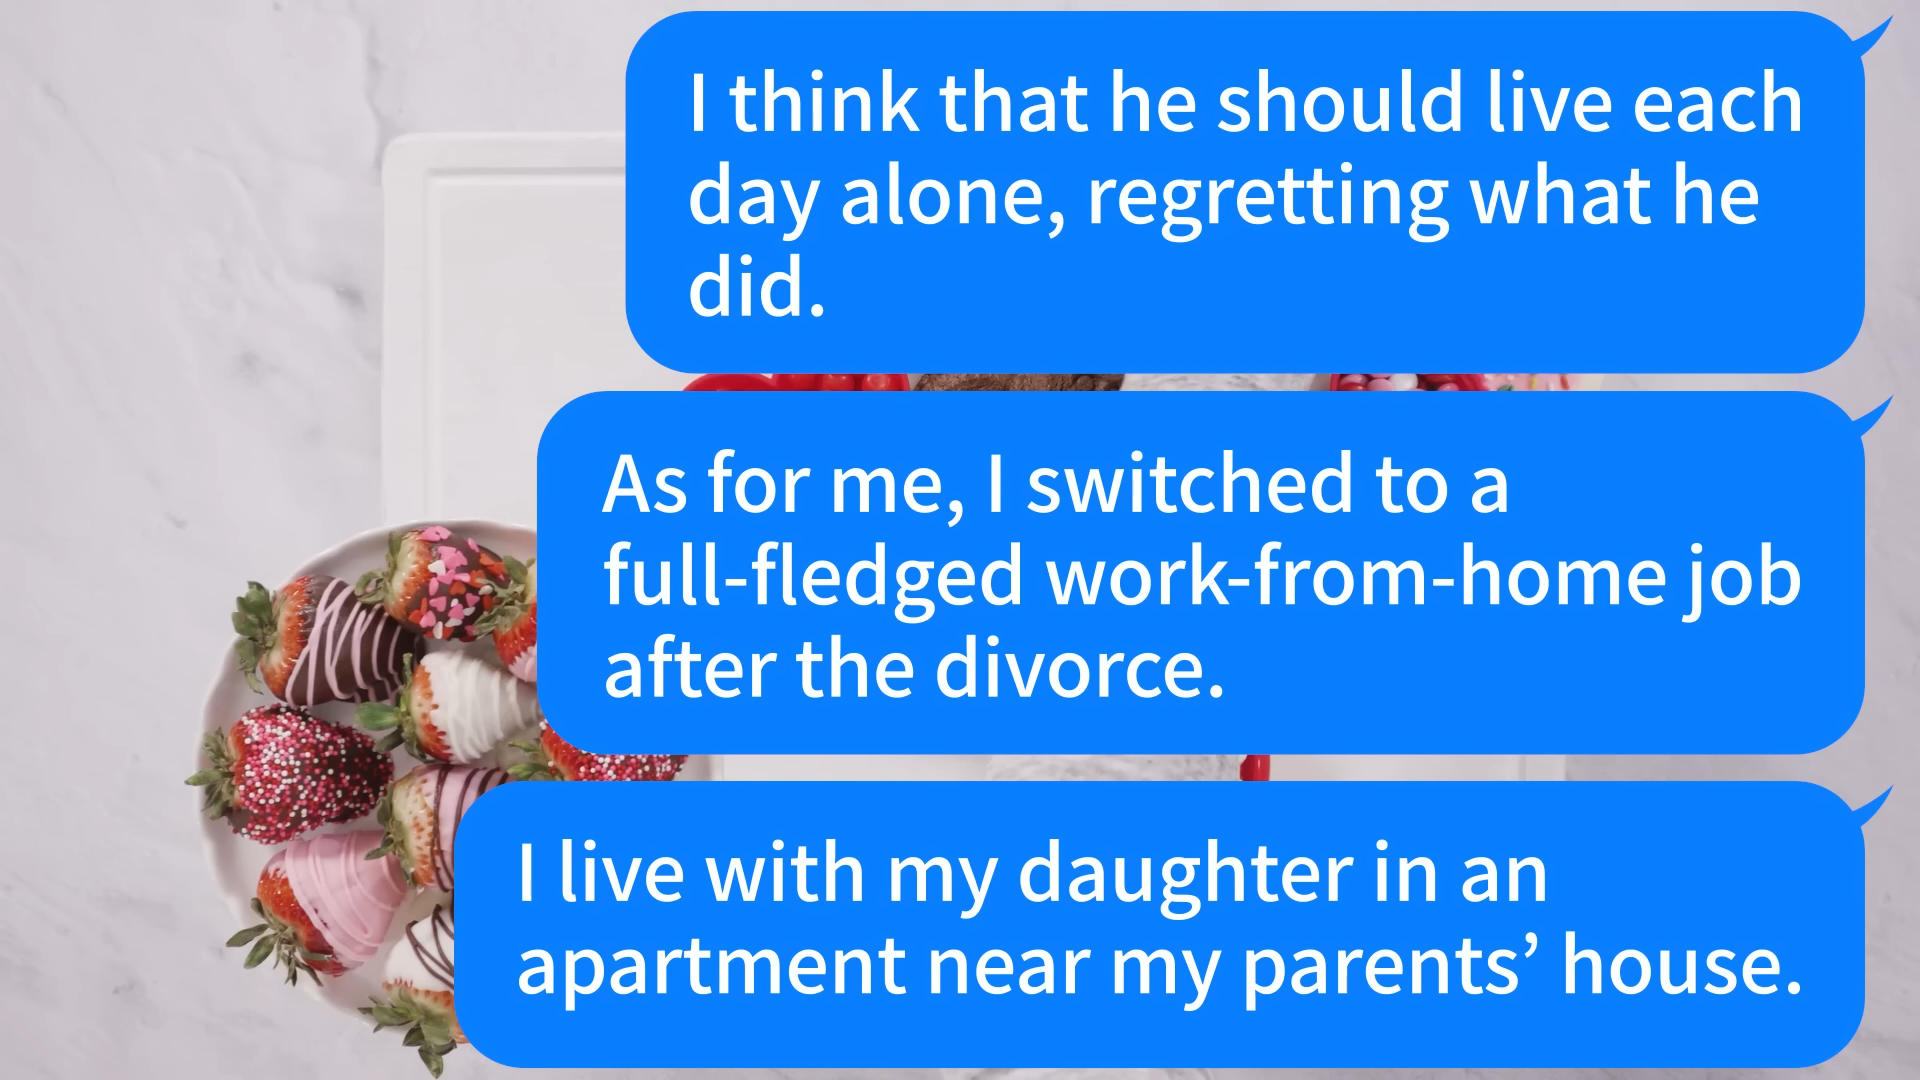 I think that he should live each
day alone, regretting what he
did.
As for me, I switched to a
full-fledged work-from-home job
after the divorce.
I live with my daughter in an
apartment near my parents’ house.